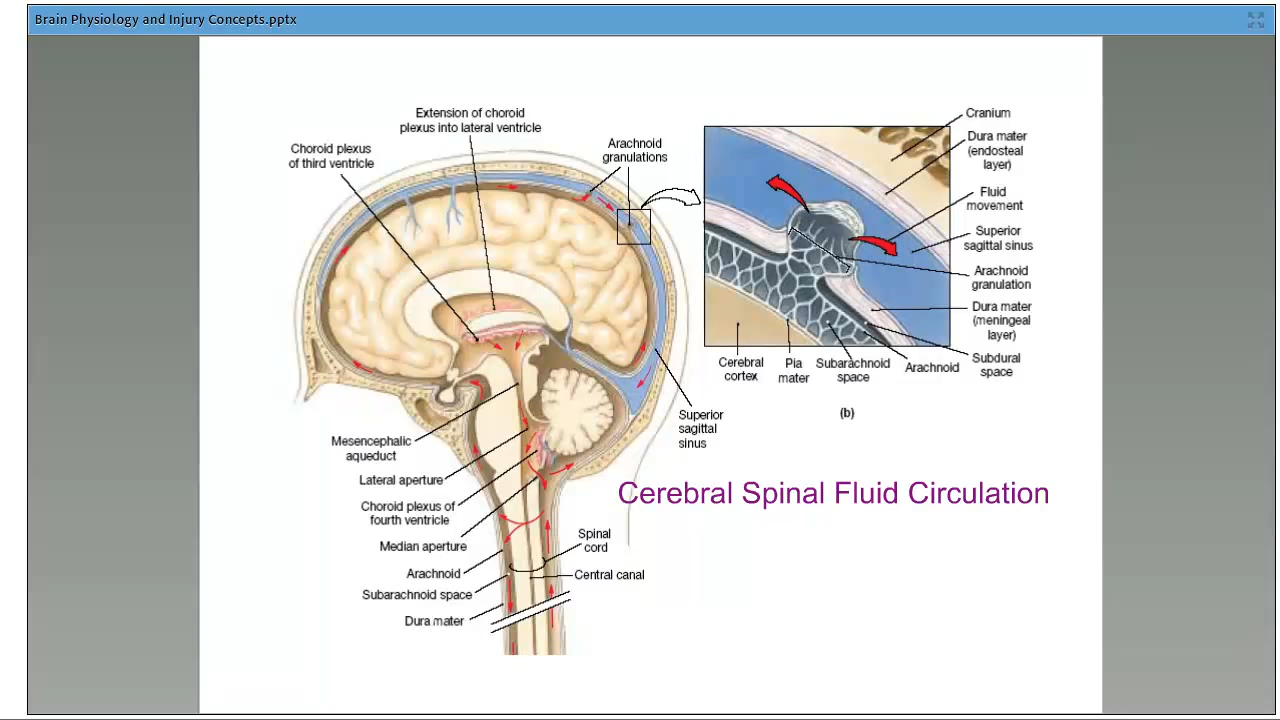 Brain Physiology and Injury Concepts.pptx
Extension of choroid
plexus into lateral ventricle
Choroid plexus
of third ventricle
Arachnoid
granulations
Mesencephalic
aqueduct
Lateral aperture
Choroid plexus of
fourth ventricle
Median aperture
Arachnoid
Subarachnoid space
Dura mater
Spinal
cord
Central canal
Superior
sagittal
sinus
Cranium
Dura mater
(endosteal
layer)
Fluid
movement
Superior
sagittal sinus
Arachnoid
granulation
Dura mater
(meningeal
layer)
Subdural
space
Arachnoid
Subarachnoid
space
Pia
mater
Cerebral
cortex
(b)
Cerebral Spinal Fluid Circulation